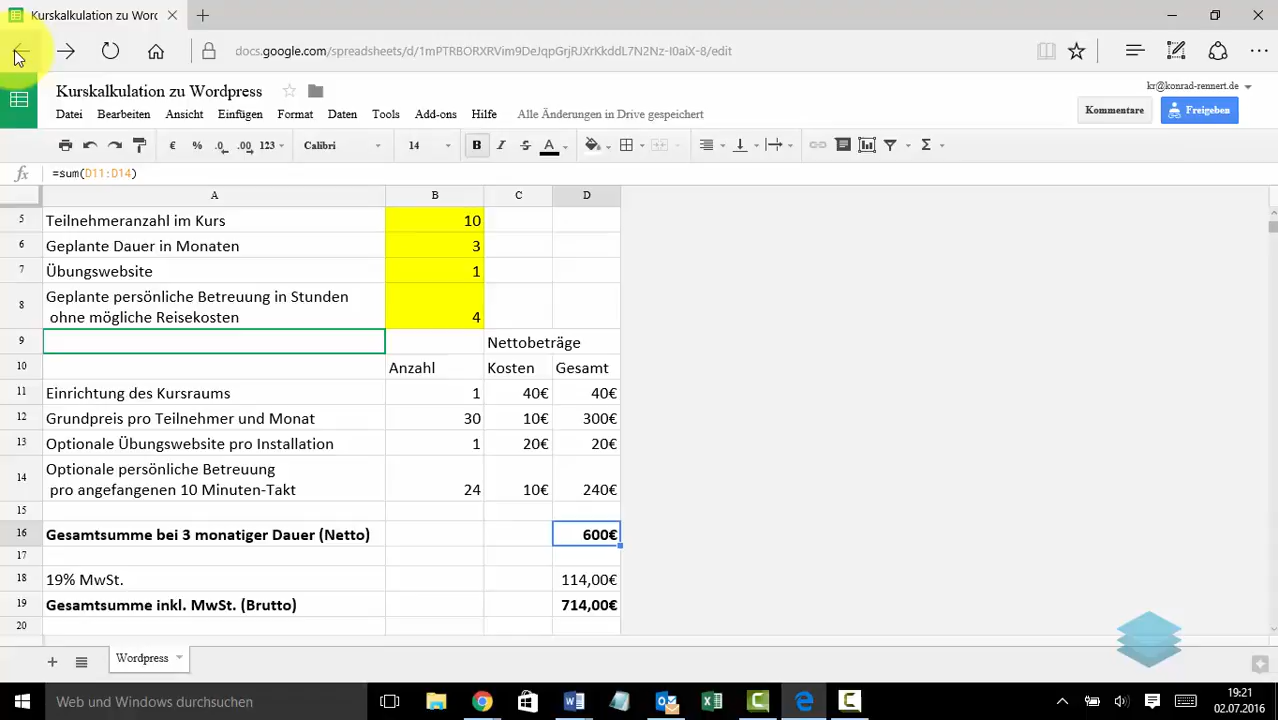 Kurskalkulation zu Word
docs.google.com/spreadsheets/d/1mPTRBORXRVim9DeJqpGrjRJXrKkddL7N2Nz-I0aiX-8/edit
Kurskalkulation zu Wordpress
kr@konrad-rennert.de
Datei Bearbeiten Ansicht Einfügen Format Daten Tools Add-ons Hilfe Alle Änderungen in Drive gespeichert
Kommentare Freigeben
€ % .0 .00 123 Calibri 14 B I S A Σ
fx =sum(D11:D14)
A B C D
5 Teilnehmeranzahl im Kurs 10
6 Geplante Dauer in Monaten 3
7 Übungswebsite 1
8 Geplante persönliche Betreuung in Stunden
ohne mögliche Reisekosten 4
9 Nettobeträge
10 Anzahl Kosten Gesamt
11 Einrichtung des Kursraums 1 40€ 40€
12 Grundpreis pro Teilnehmer und Monat 30 10€ 300€
13 Optionale Übungswebsite pro Installation 1 20€ 20€
14 Optionale persönliche Betreuung
pro angefangenen 10 Minuten-Takt 24 10€ 240€
15
16 Gesamtsumme bei 3 monatiger Dauer (Netto) 600€
17
18 19% MwSt. 114,00€
19 Gesamtsumme inkl. MwSt. (Brutto) 714,00€
20
Wordpress
Web und Windows durchsuchen
19:21
02.07.2016